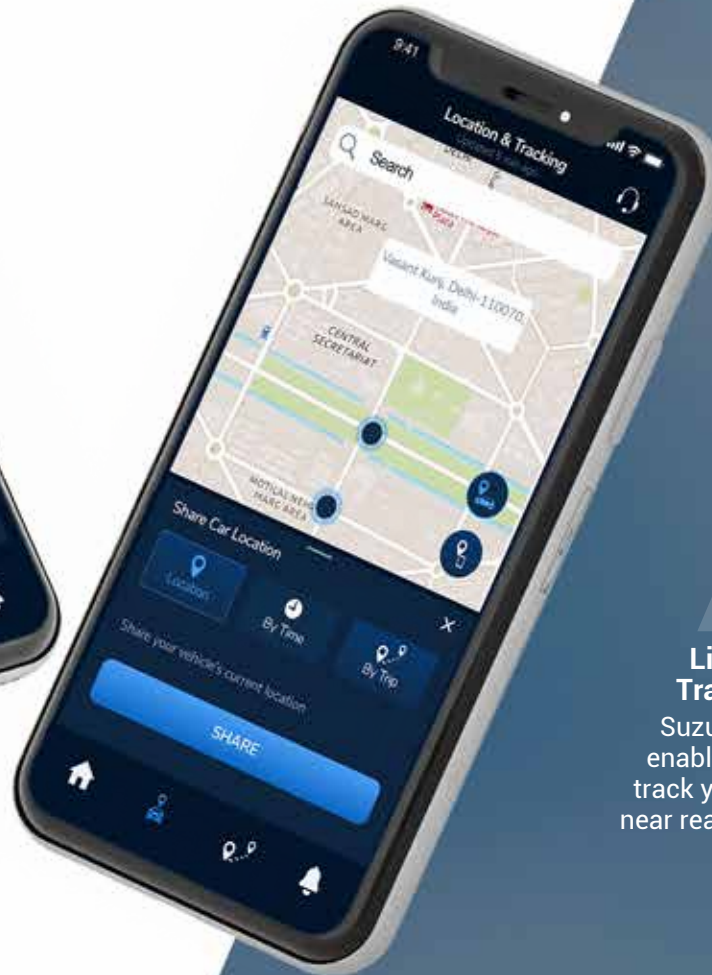 9:41
Location & Tracking
Search
SANSAD MARG
AREA
Vasant Kunj, Delhi-110070,
India
CENTRAL
SECRETARIAT
MOTILAL NEH
MARG AREA
Share Car Location
Location
By Time
By Trip
Share your vehicle's current location
SHARE
Li
Tra
Suzu
enabl
track y
near rea